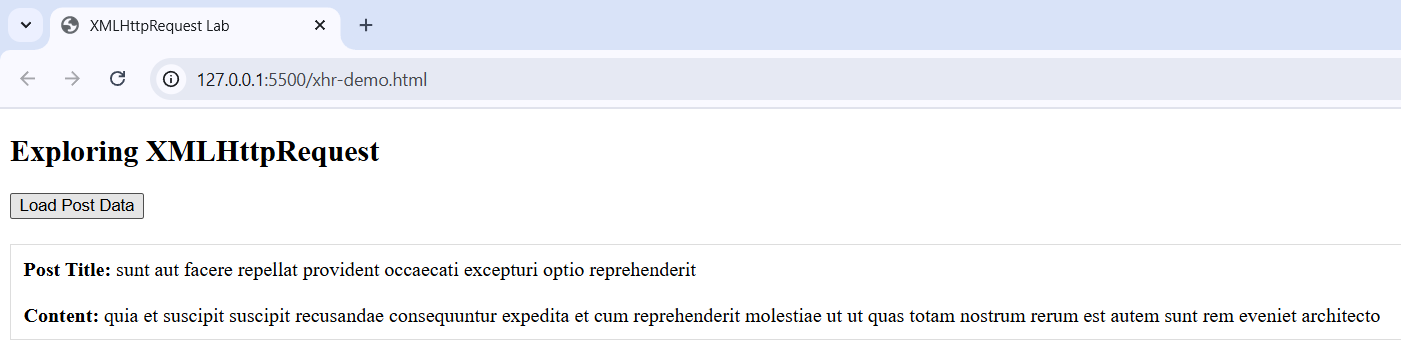 XMLHttpRequest Lab
127.0.0.1:5500/xhr-demo.html
Exploring XMLHttpRequest
Load Post Data
Post Title: sunt aut facere repellat provident occaecati excepturi optio reprehenderit
Content: quia et suscipit suscipit recusandae consequuntur expedita et cum reprehenderit molestiae ut ut quas totam nostrum rerum est autem sunt rem eveniet architecto